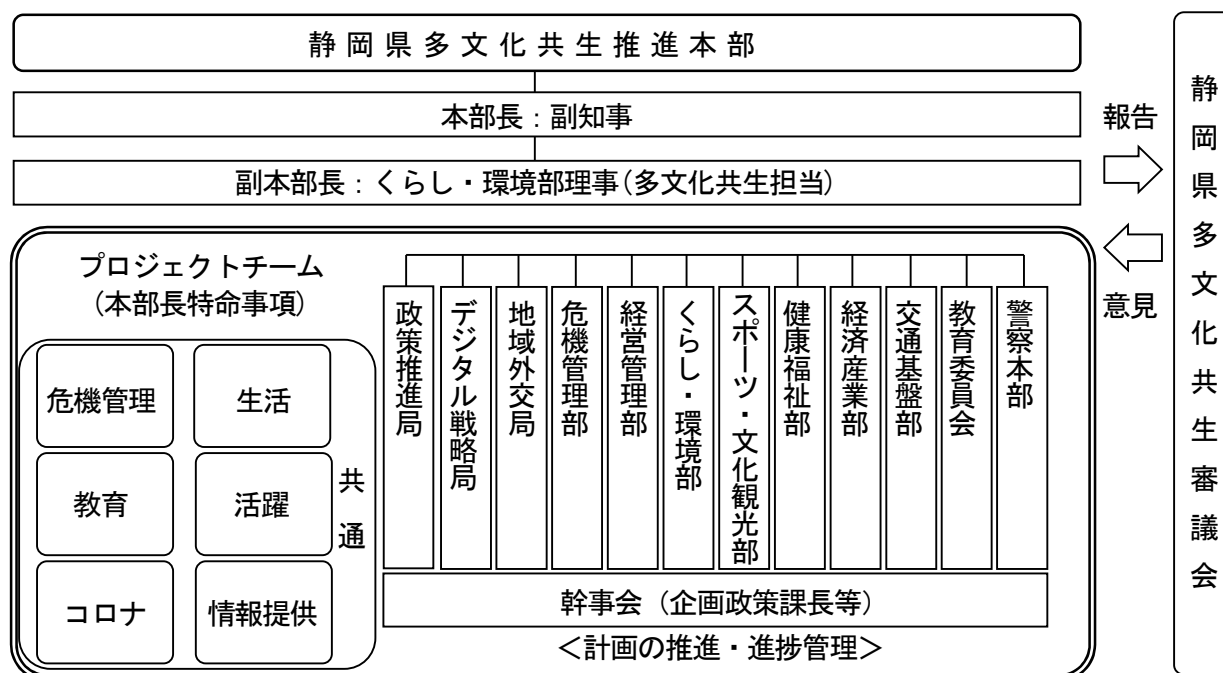 静岡県多文化共生推進本部
本部長：副知事
副本部長：くらし・環境部理事(多文化共生担当)
報告
意見
静岡県多文化共生審議会
プロジェクトチーム
(本部長特命事項)
危機管理
生活
教育
活躍
コロナ
情報提供
共通
政策推進局
デジタル戦略局
地域外交局
危機管理部
経営管理部
くらし・環境部
スポーツ・文化観光部
健康福祉部
経済産業部
交通基盤部
教育委員会
警察本部
幹事会（企画政策課長等）
＜計画の推進・進捗管理＞